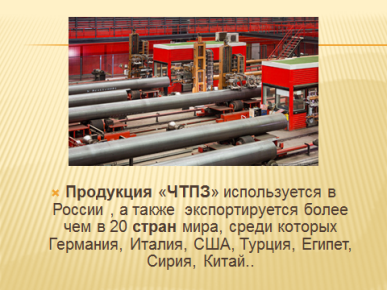 Продукция «ЧТПЗ» используется в
России , а также экспортируется более
чем в 20 стран мира, среди которых
Германия, Италия, США, Турция, Египет,
Сирия, Китай..